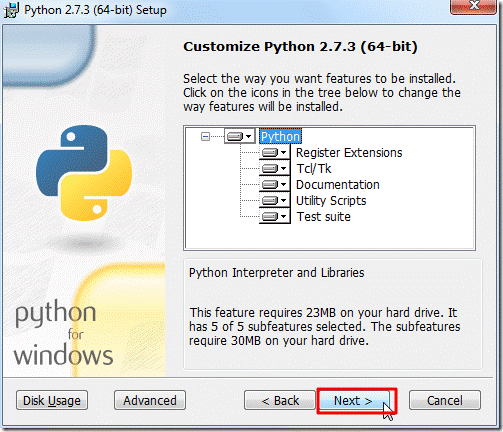 Python 2.7.3 (64-bit) Setup
Customize Python 2.7.3 (64-bit)
Select the way you want features to be installed.
Click on the icons in the tree below to change the
way features will be installed.
Python
Register Extensions
Tcl/Tk
Documentation
Utility Scripts
Test suite
Python Interpreter and Libraries
This feature requires 23MB on your hard drive. It
has 5 of 5 subfeatures selected. The subfeatures
require 30MB on your hard drive.
python
for
windows
Disk Usage
Advanced
< Back
Next >
Cancel